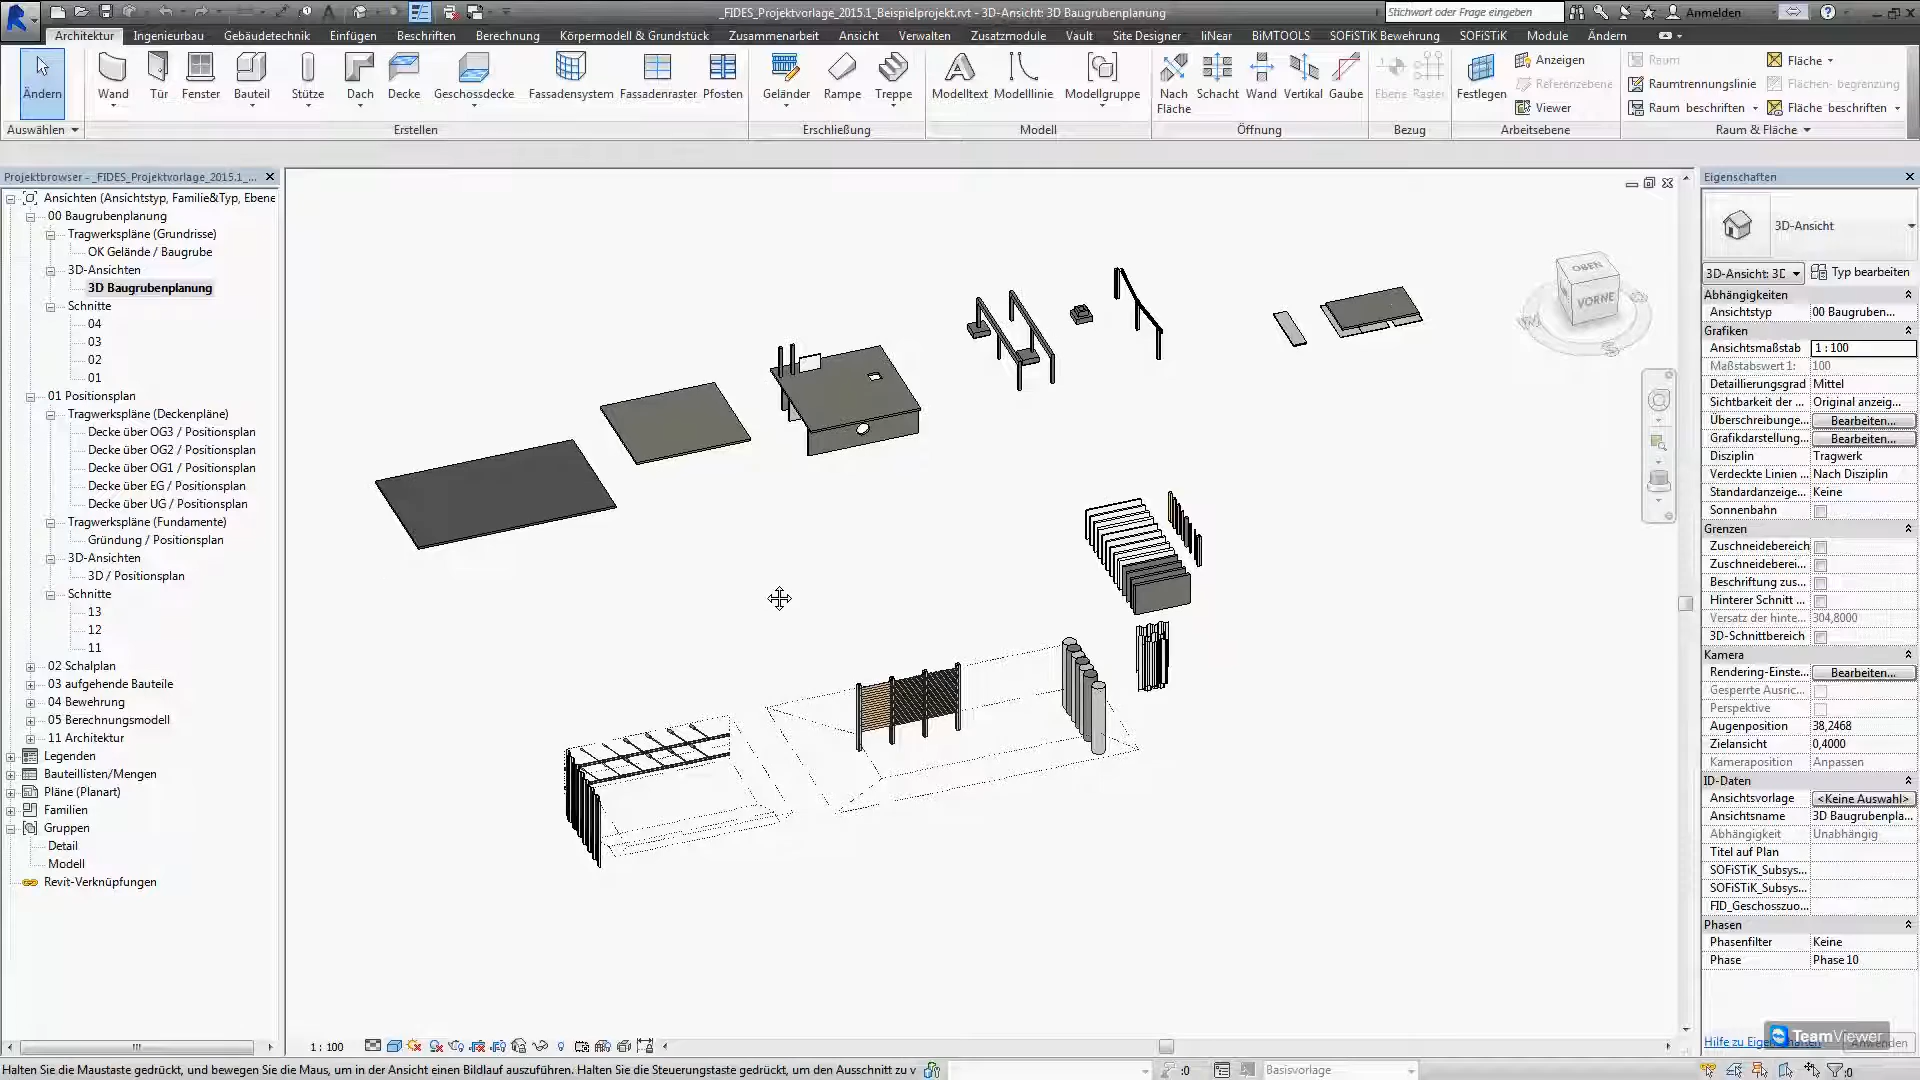 _FIDES_Projektvorlage_2015.1_Beispielprojekt.rvt - 3D-Ansicht: 3D Baugrubenplanung
Stichwort oder Frage eingeben
Anmelden
Architektur Ingenieurbau Gebäudetechnik Einfügen Beschriften Berechnung Körpermodell & Grundstück Zusammenarbeit Ansicht Verwalten Zusatzmodule Vault Site Designer liNear BiMTOOLS SOFiSTiK Bewehrung SOFiSTiK Module Ändern
Ändern Wand Tür Fenster Bauteil Stütze Dach Decke Geschossdecke Fassadensystem Fassadenraster Pfosten Geländer Rampe Treppe Modelltext Modelllinie Modellgruppe Nach Fläche Schacht Wand Vertikal Gaube Ebene Raster Festlegen
Anzeigen
Referenzebene
Viewer
Raum
Raumtrennungslinie
Raum beschriften
Fläche
Flächen- begrenzung
Fläche beschriften
Auswählen Erstellen Erschließung Modell Öffnung Bezug Arbeitsebene Raum & Fläche
Projektbrowser - _FIDES_Projektvorlage_2015.1_...
Ansichten (Ansichtstyp, Familie&Typ, Ebene
00 Baugrubenplanung
Tragwerkspläne (Grundrisse)
OK Gelände / Baugrube
3D-Ansichten
3D Baugrubenplanung
Schnitte
04
03
02
01
01 Positionsplan
Tragwerkspläne (Deckenpläne)
Decke über OG3 / Positionsplan
Decke über OG2 / Positionsplan
Decke über OG1 / Positionsplan
Decke über EG / Positionsplan
Decke über UG / Positionsplan
Tragwerkspläne (Fundamente)
Gründung / Positionsplan
3D-Ansichten
3D / Positionsplan
Schnitte
13
12
11
02 Schalplan
03 aufgehende Bauteile
04 Bewehrung
05 Berechnungsmodell
11 Architektur
Legenden
Bauteillisten/Mengen
Pläne (Planart)
Familien
Gruppen
Detail
Modell
Revit-Verknüpfungen
OBEN
VORNE
W
S
Eigenschaften
3D-Ansicht
3D-Ansicht: 3D Typ bearbeiten
Abhängigkeiten
Ansichtstyp 00 Baugruben...
Grafiken
Ansichtsmaßstab 1 : 100
Maßstabswert 1: 100
Detaillierungsgrad Mittel
Sichtbarkeit der ... Original anzeig...
Überschreibunge... Bearbeiten...
Grafikdarstellung... Bearbeiten...
Disziplin Tragwerk
Verdeckte Linien ... Nach Disziplin
Standardanzeige... Keine
Sonnenbahn
Grenzen
Zuschneidebereich
Zuschneiderei...
Beschriftung zus...
Hinterer Schnitt ...
Versatz der hinte... 304,8000
3D-Schnittbereich
Kamera
Rendering-Einste... Bearbeiten...
Gesperrte Ausric...
Perspektive
Augenposition 38,2468
Zielansicht 0,4000
Kameraposition Anpassen
ID-Daten
Ansichtsvorlage <Keine Auswahl>
Ansichtsname 3D Baugrubenpla...
Abhängigkeit Unabhängig
Titel auf Plan
SOFiSTiK_Subsys...
SOFiSTiK_Subsys...
FID_Geschosszuo...
Phasen
Phasenfilter Keine
Phase Phase 10
Hilfe zu Eigenschaften
Anwenden
TeamViewer
1 : 100
Halten Sie die Maustaste gedrückt, und bewegen Sie die Maus, um in der Ansicht einen Bildlauf auszuführen. Halten Sie die Steuerungstaste gedrückt, um den Ausschnitt zu v
:0
Basisvorlage
:0